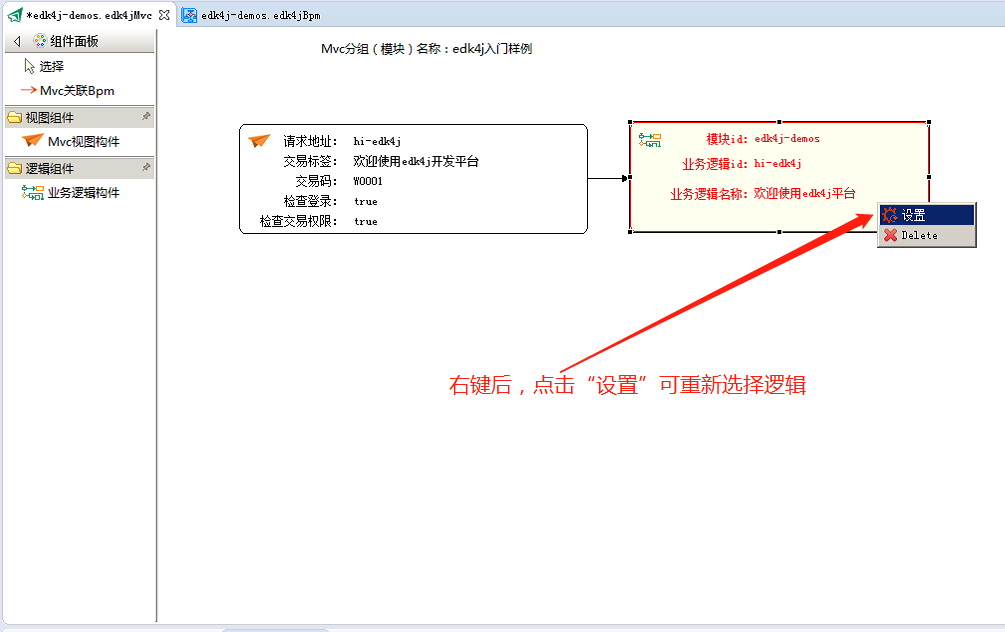 *edk4j-demos.edk4jMvc
edk4j-demos.edk4jBpm
组件面板
选择
Mvc关联Bpm
视图组件
Mvc视图构件
逻辑组件
业务逻辑构件
Mvc分组（模块）名称：edk4j入门样例
请求地址： hi-edk4j
交易标签： 欢迎使用edk4j开发平台
交易码： W0001
检查登录： true
检查交易权限： true
模块id： edk4j-demos
业务逻辑id： hi-edk4j
业务逻辑名称： 欢迎使用edk4j平台
设置
Delete
右键后，点击“设置”可重新选择逻辑